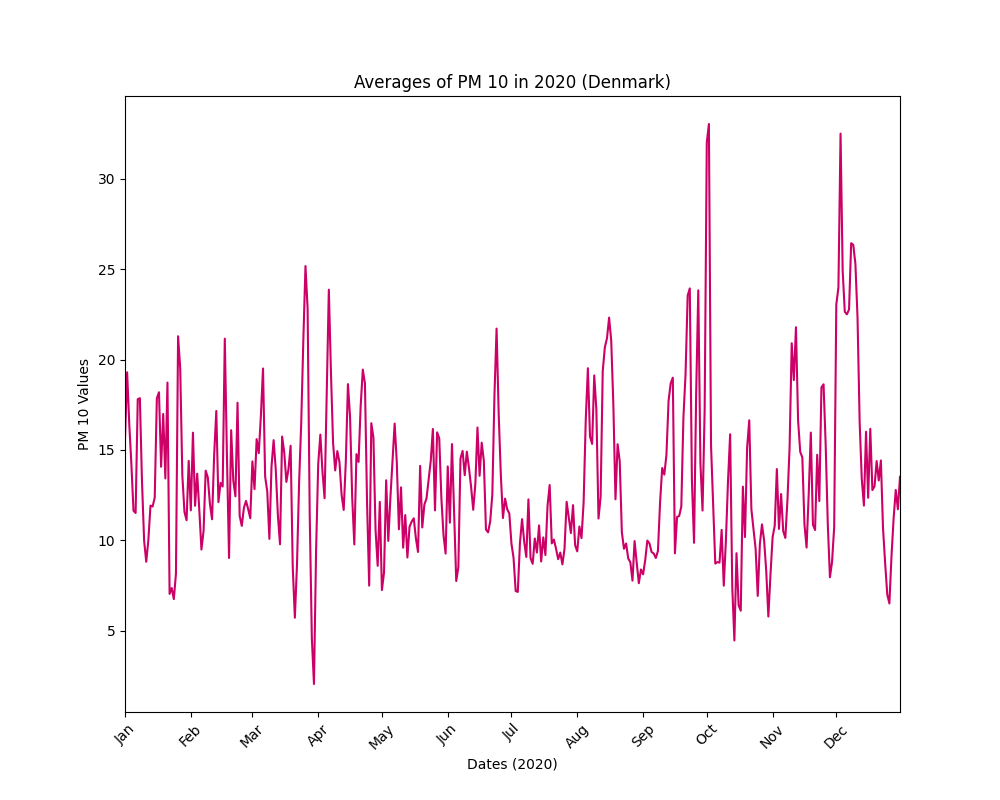 Averages of PM 10 in 2020 (Denmark)
PM 10 Values
30
25
20
15
10
5
Jan Feb Mar Apr May Jun Jul Aug Sep Oct Nov Dec
Dates (2020)